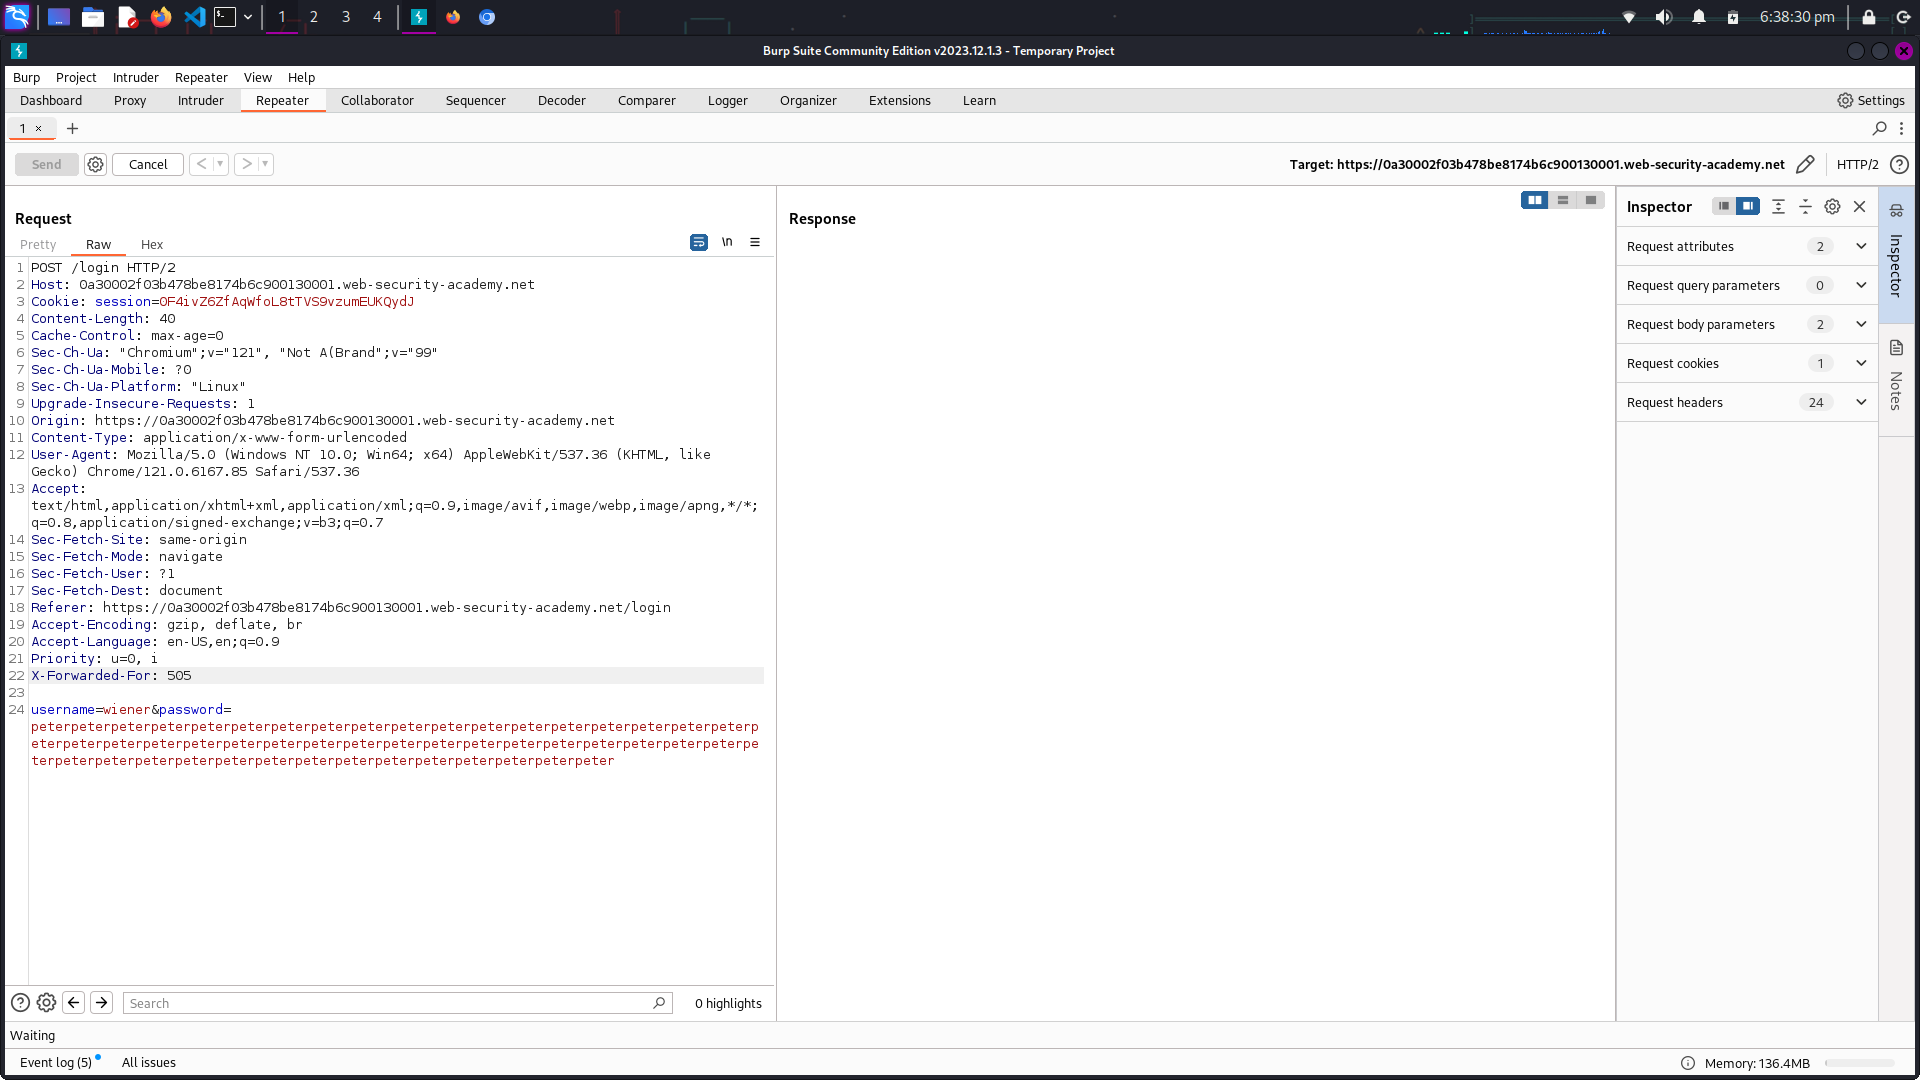 1
2
3
4
6:38:30 pm
Burp Suite Community Edition v2023.12.1.3 - Temporary Project
Burp Project Intruder Repeater View Help
Dashboard Proxy Intruder Repeater Collaborator Sequencer Decoder Comparer Logger Organizer Extensions Learn Settings
1 × +
Send Cancel < >
Target: https://0a30002f03b478be8174b6c900130001.web-security-academy.net HTTP/2
Request
Pretty Raw Hex \n
1 POST /login HTTP/2
2 Host: 0a30002f03b478be8174b6c900130001.web-security-academy.net
3 Cookie: session=0F4ivZ6ZfAqWfoL8tTVS9vzumEUKQydJ
4 Content-Length: 40
5 Cache-Control: max-age=0
6 Sec-Ch-Ua: "Chromium";v="121", "Not A(Brand";v="99"
7 Sec-Ch-Ua-Mobile: ?0
8 Sec-Ch-Ua-Platform: "Linux"
9 Upgrade-Insecure-Requests: 1
10 Origin: https://0a30002f03b478be8174b6c900130001.web-security-academy.net
11 Content-Type: application/x-www-form-urlencoded
12 User-Agent: Mozilla/5.0 (Windows NT 10.0; Win64; x64) AppleWebKit/537.36 (KHTML, like
Gecko) Chrome/121.0.6167.85 Safari/537.36
13 Accept:
text/html,application/xhtml+xml,application/xml;q=0.9,image/avif,image/webp,image/apng,*/*;
q=0.8,application/signed-exchange;v=b3;q=0.7
14 Sec-Fetch-Site: same-origin
15 Sec-Fetch-Mode: navigate
16 Sec-Fetch-User: ?1
17 Sec-Fetch-Dest: document
18 Referer: https://0a30002f03b478be8174b6c900130001.web-security-academy.net/login
19 Accept-Encoding: gzip, deflate, br
20 Accept-Language: en-US,en;q=0.9
21 Priority: u=0, i
22 X-Forwarded-For: 505
23
24 username=wiener&password=
peterpeterpeterpeterpeterpeterpeterpeterpeterpeterpeterpeterpeterpeterpeterpeterpeterpeterp
eterpeterpeterpeterpeterpeterpeterpeterpeterpeterpeterpeterpeterpeterpeterpeterpeterpeterpe
terpeterpeterpeterpeterpeterpeterpeterpeterpeterpeterpeterpeterpeterpeter
Search
0 highlights
Response
Inspector
Request attributes 2
Request query parameters 0
Request body parameters 2
Request cookies 1
Request headers 24
Inspector
Notes
Waiting
Event log (5) All issues
Memory: 136.4MB